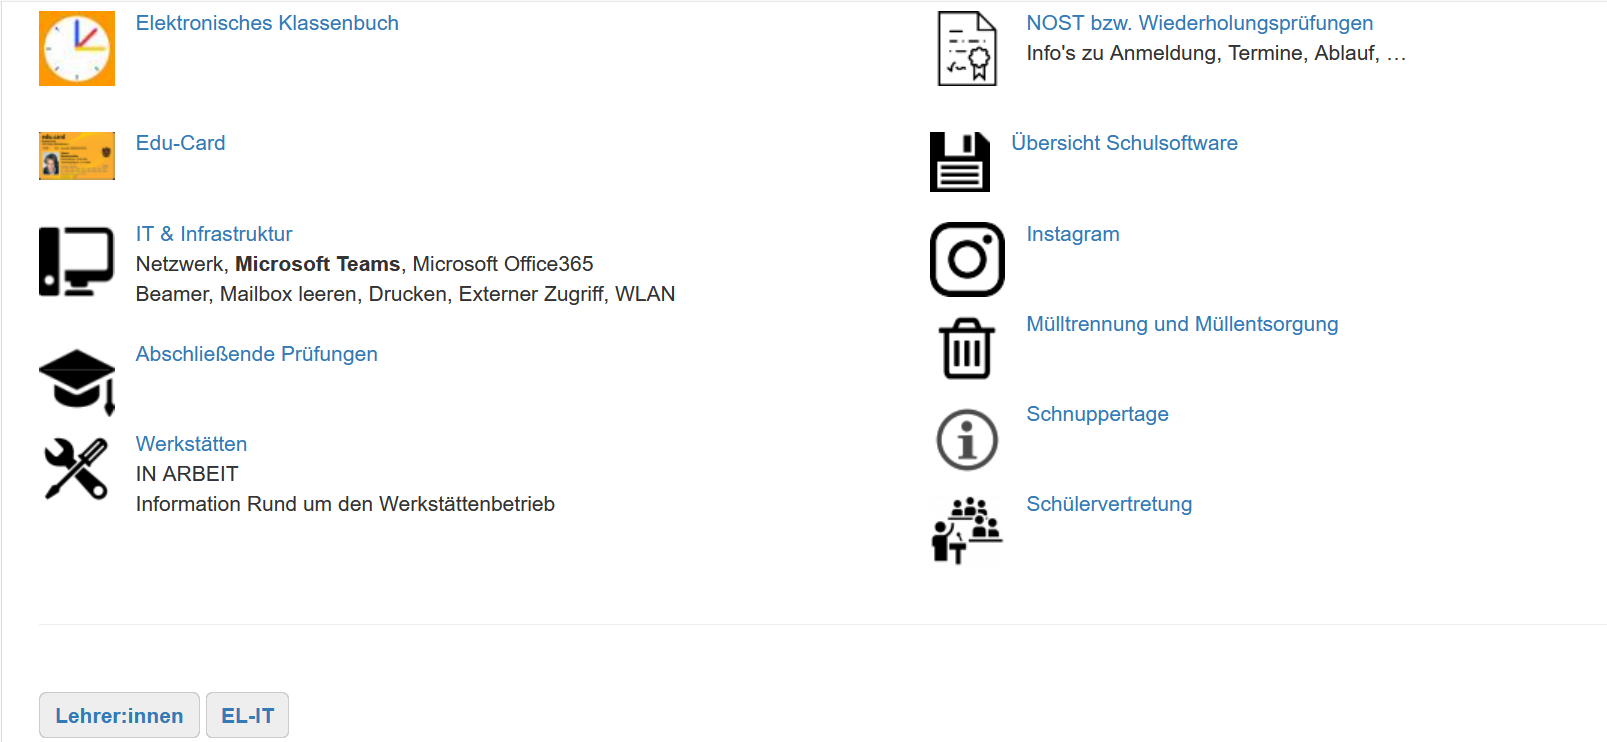 Elektronisches Klassenbuch
Edu-Card
IT & Infrastruktur
Netzwerk, Microsoft Teams, Microsoft Office365
Beamer, Mailbox leeren, Drucken, Externer Zugriff, WLAN
Abschließende Prüfungen
Werkstätten
IN ARBEIT
Information Rund um den Werkstättenbetrieb
NOST bzw. Wiederholungsprüfungen
Info's zu Anmeldung, Termine, Ablauf, …
Übersicht Schulsoftware
Instagram
Mülltrennung und Müllentsorgung
Schnuppertage
Schülervertretung
Lehrer:innen
EL-IT